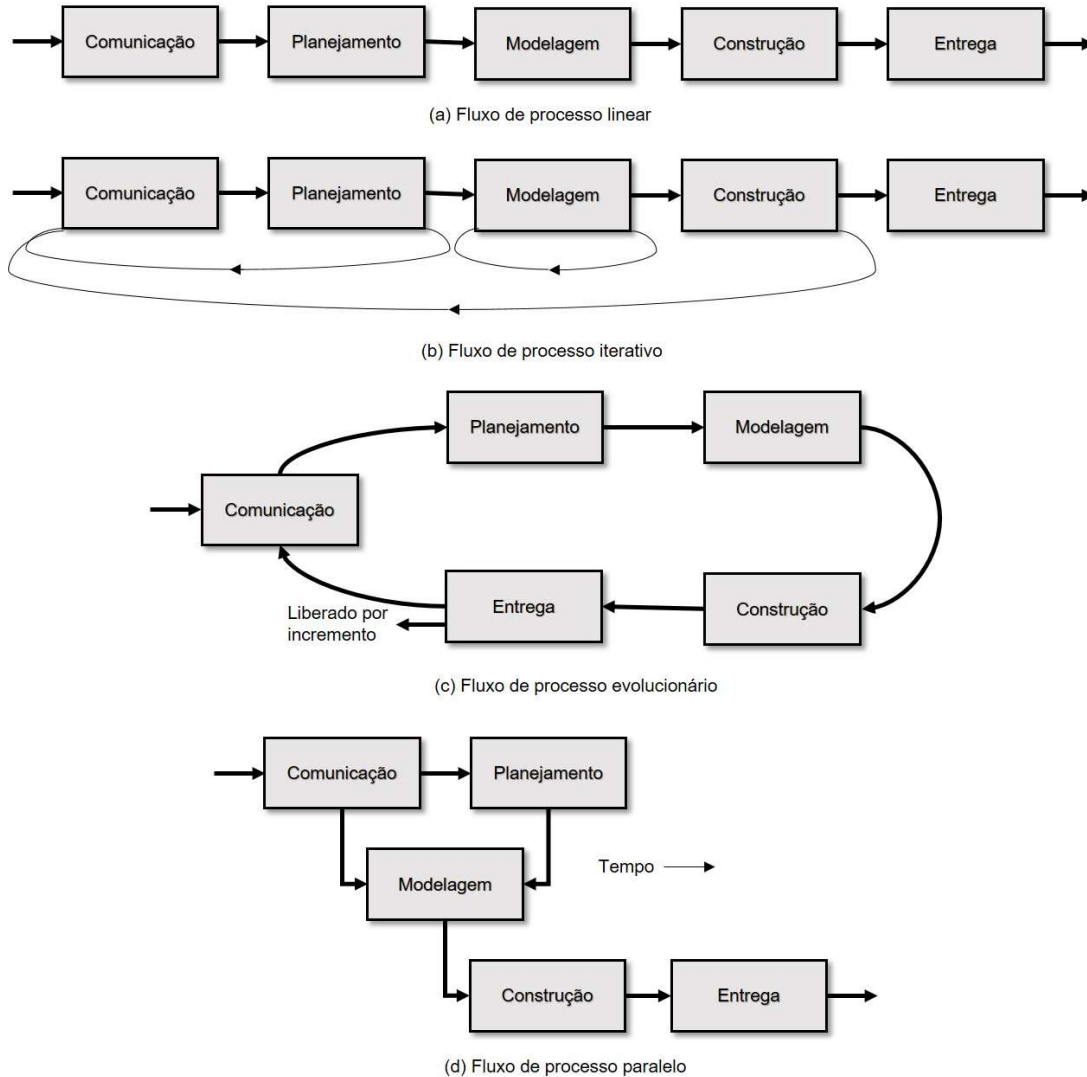 Comunicação
Planejamento
Modelagem
Construção
Entrega
(a) Fluxo de processo linear
Comunicação
Planejamento
Modelagem
Construção
Entrega
(b) Fluxo de processo iterativo
Planejamento
Modelagem
Comunicação
Entrega
Construção
Liberado por
incremento
(c) Fluxo de processo evolucionário
Comunicação
Planejamento
Modelagem
Tempo
Construção
Entrega
(d) Fluxo de processo paralelo